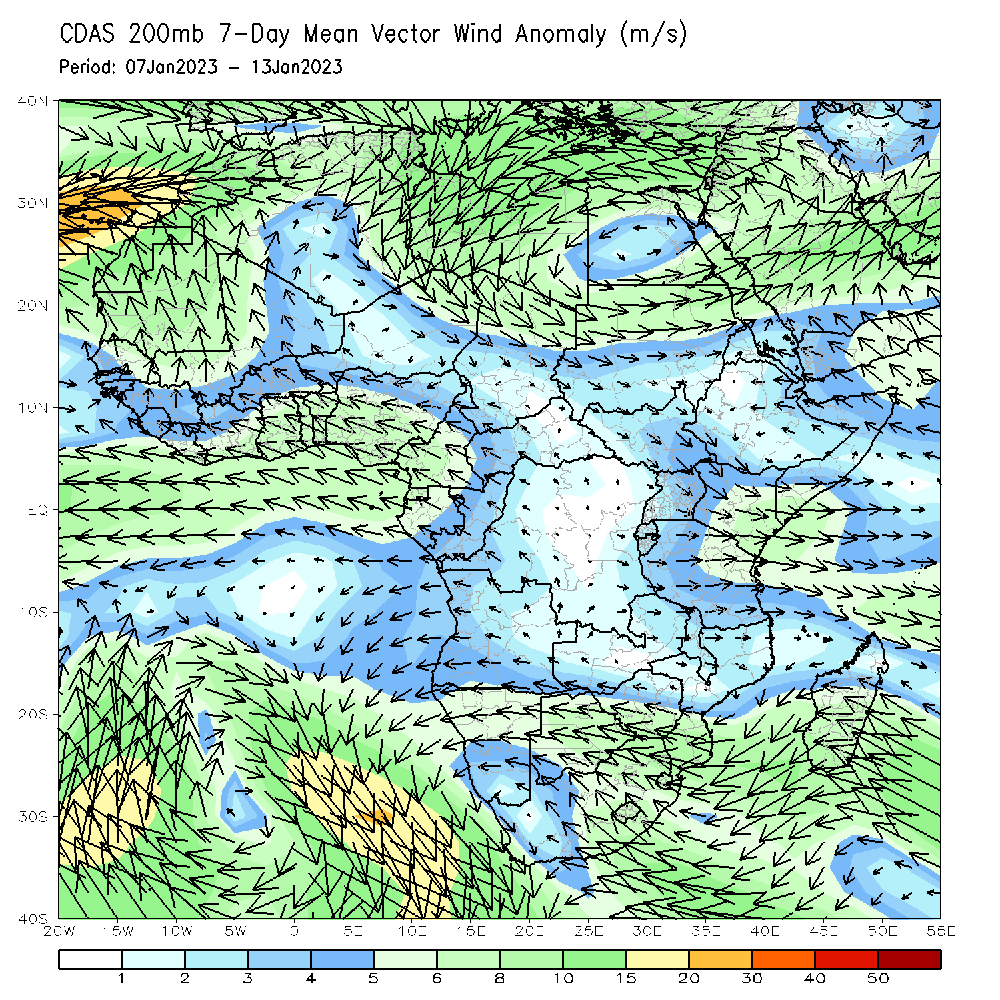 CDAS 200mb 7-Day Mean Vector Wind Anomaly (m/s)
Period: 07Jan2023 - 13Jan2023
40N
30N
20N
10N
EQ
10S
20S
30S
40S
20W 15W 10W 5W 0 5E 10E 15E 20E 25E 30E 35E 40E 45E 50E 55E
1 2 3 4 5 6 8 10 15 20 30 40 50